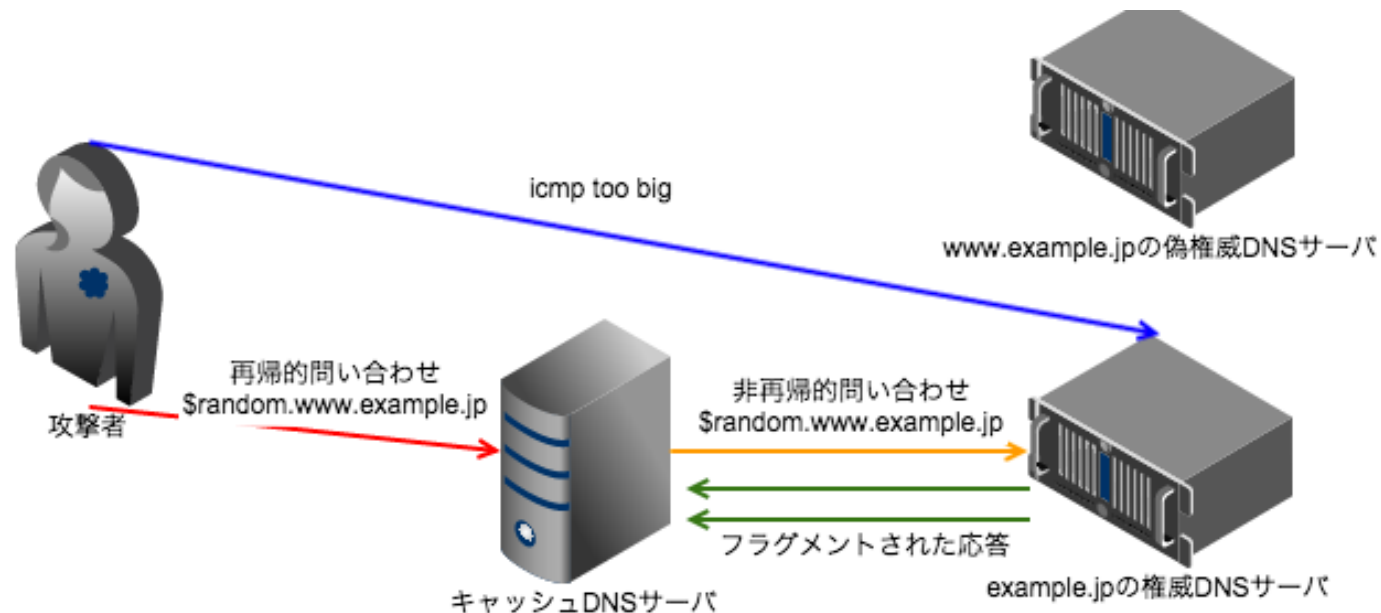 icmp too big
www.example.jpの偽権威DNSサーバ
再帰的問い合わせ
$random.www.example.jp
攻撃者
非再帰的問い合わせ
$random.www.example.jp
フラグメントされた応答
キャッシュDNSサーバ
example.jpの権威DNSサーバ